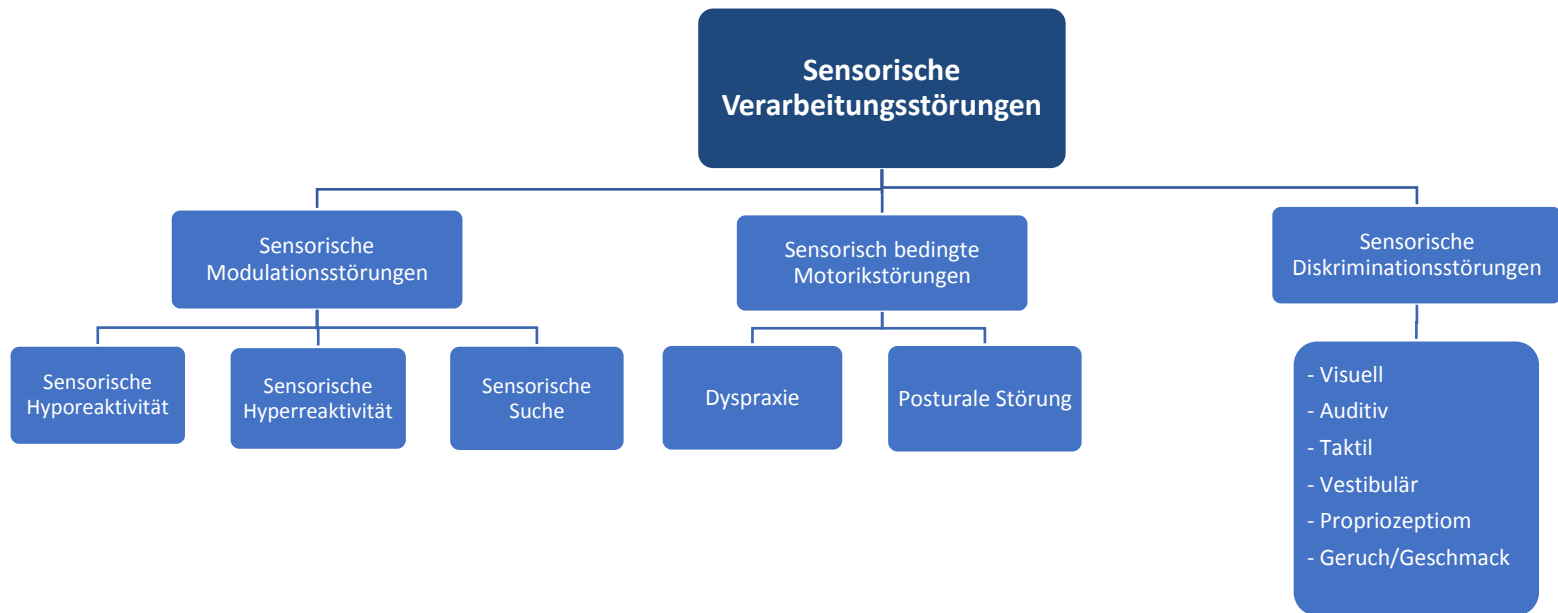 Sensorische
Verarbeitungsstörungen
Sensorische
Modulationsstörungen
Sensorisch bedingte
Motorikstörungen
Sensorische
Diskriminationsstörungen
Sensorische
Hyporeaktivität
Sensorische
Hyperreaktivität
Sensorische
Suche
Dyspraxie
Posturale Störung
- Visuell
- Auditiv
- Taktil
- Vestibulär
- Propriozeptiom
- Geruch/Geschmack